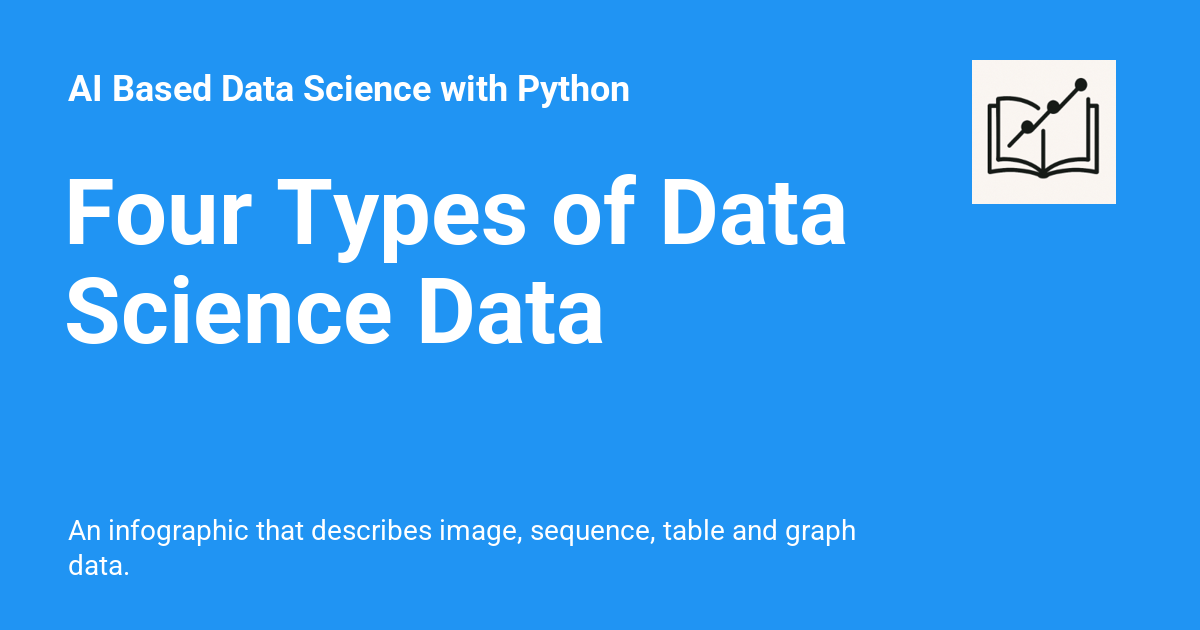 AI Based Data Science with Python
Four Types of Data
Science Data
An infographic that describes image, sequence, table and graph
data.